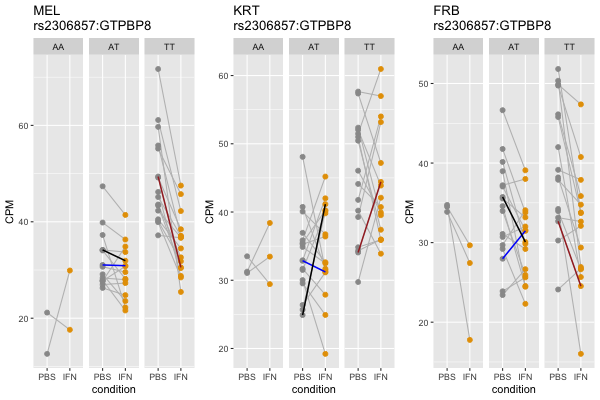 MEL
rs2306857:GTPBP8
AA AT TT
CPM
60
40
20
PBS IFN PBS IFN PBS IFN
condition
KRT
rs2306857:GTPBP8
AA AT TT
CPM
60
50
40
30
20
PBS IFN PBS IFN PBS IFN
condition
FRB
rs2306857:GTPBP8
AA AT TT
CPM
50
40
30
20
PBS IFN PBS IFN PBS IFN
condition